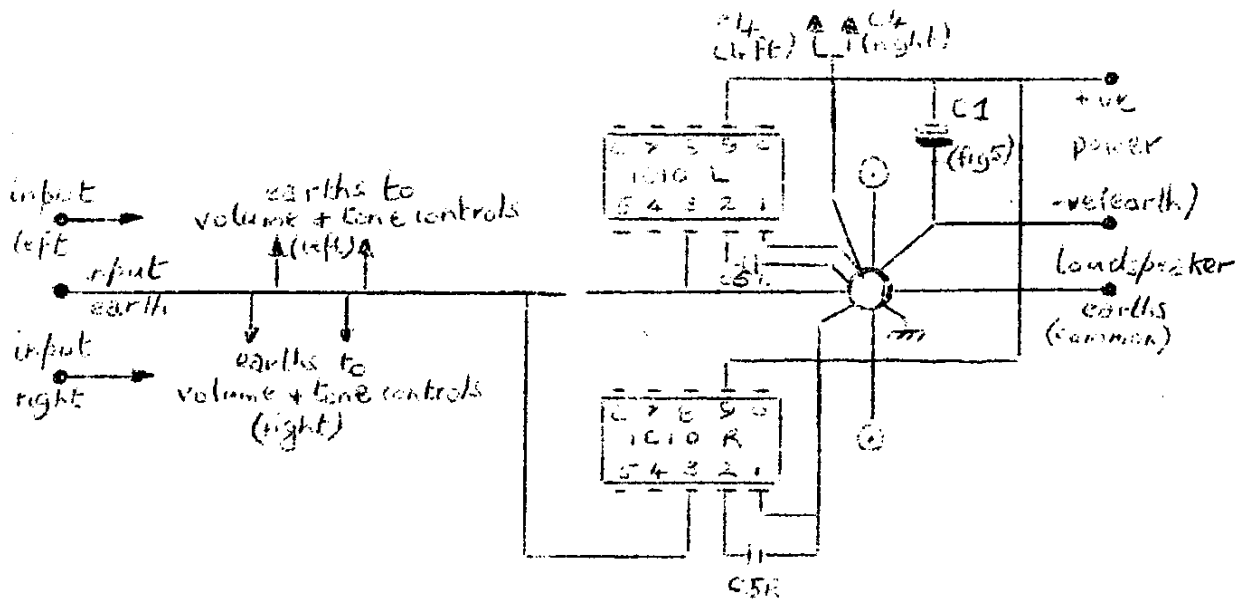 C4
(left)
(right)
+ve
power
-ve(earth)
C1
(fig5)
IC10 L
5 4 3 2 1
input
left
earths to
volume + tone controls
(left)
input
earth
loudspeaker
earths
(common)
input
right
earths to
volume + tone controls
(right)
IC10 R
5 4 3 2 1
C5R